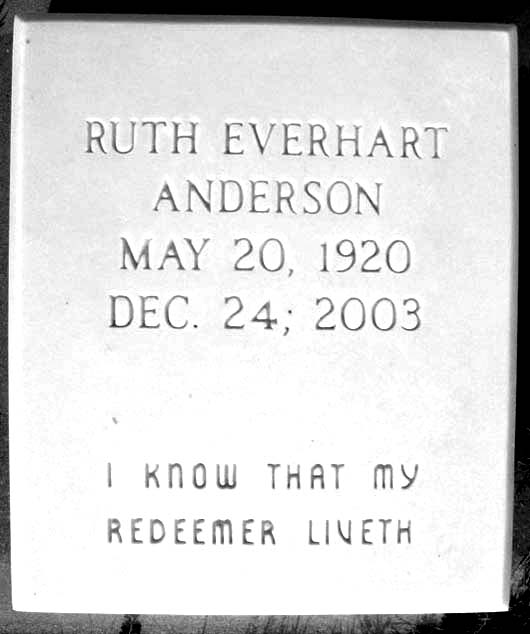 RUTH EVERHART
ANDERSON
MAY 20, 1920
DEC. 24; 2003
I KNOW THAT MY
REDEEMER LIVETH